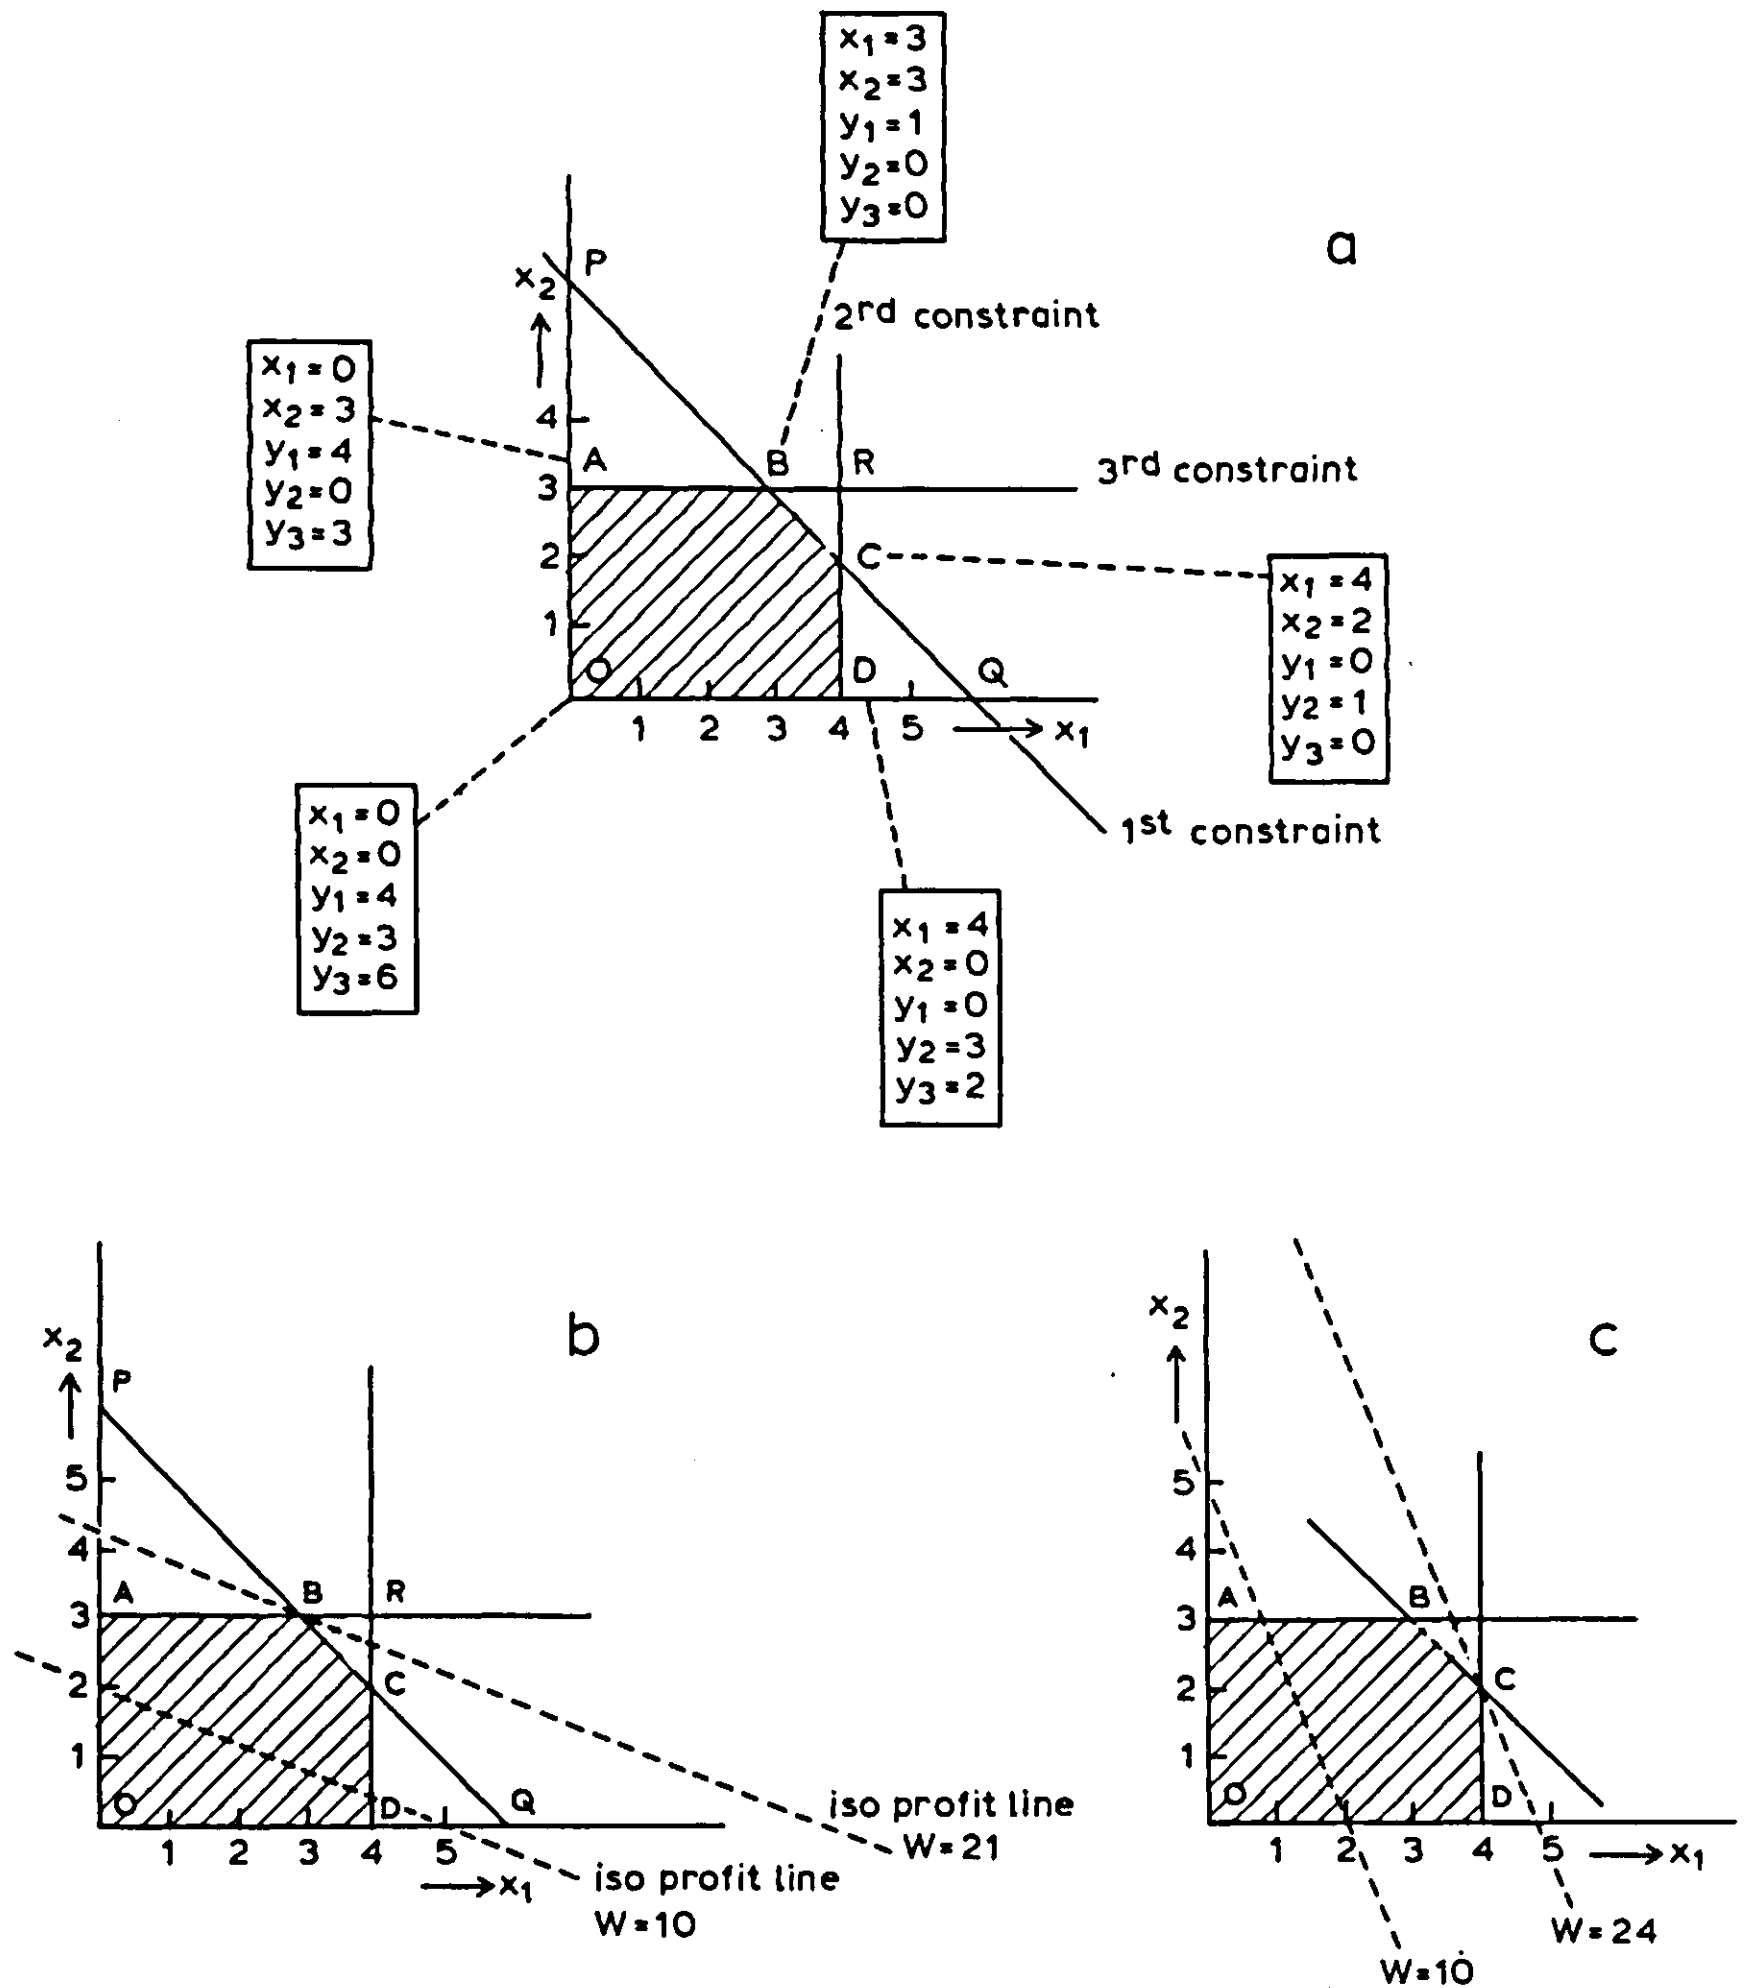 x1=3
x2=3
y1=1
y2=0
y3=0
a
P
x2
2rd constraint
x1=0
x2=3
y1=4
y2=0
y3=3
4
A
B
R
3rd constraint
3
2
C
x1=4
x2=2
y1=0
y2=1
y3=0
1
O
D
Q
1 2 3 4 5
x1
1st constraint
x1=0
x2=0
y1=4
y2=3
y3=6
x1=4
x2=0
y1=0
y2=3
y3=2
b
x2
P
5
4
A
B
R
3
2
C
1
O
D
Q
iso profit line
W=21
1 2 3 4 5
x1
iso profit line
W=10
c
x2
5
4
A
B
3
2
C
1
O
D
1 2 3 4 5
x1
W=24
W=10